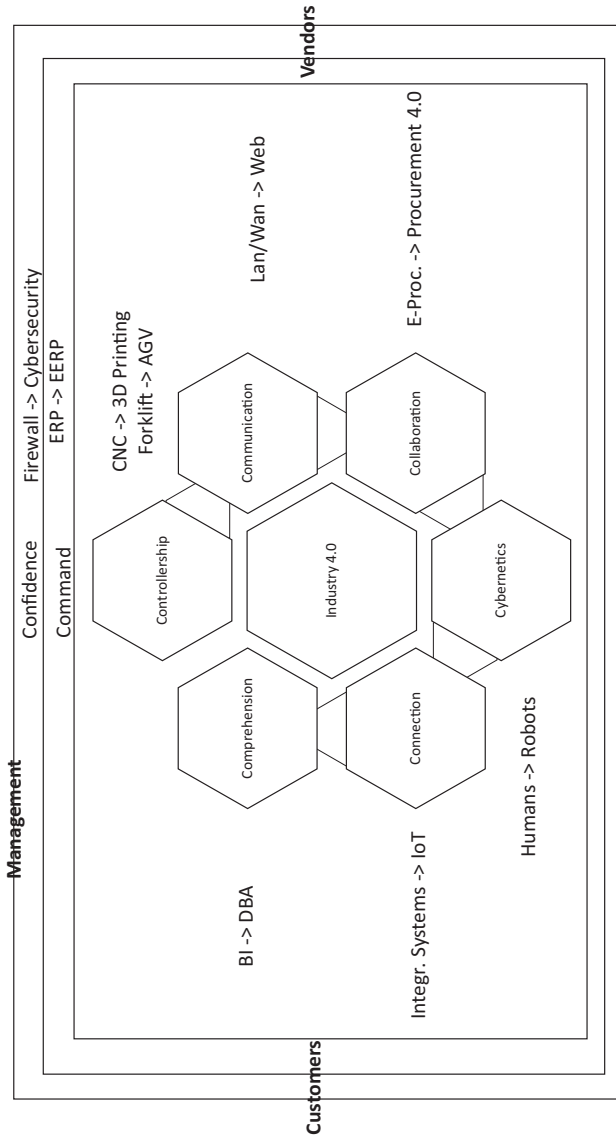 Management
Confidence
Firewall -> Cybersecurity
Command
ERP -> EERP
CNC -> 3D Printing
Forklift -> AGV
Controllership
Comprehension
Communication
BI -> DBA
Lan/Wan -> Web
Customers
Industry 4.0
Vendors
Connection
Collaboration
Integr. Systems -> IoT
E-Proc. -> Procurement 4.0
Cybernetics
Humans -> Robots